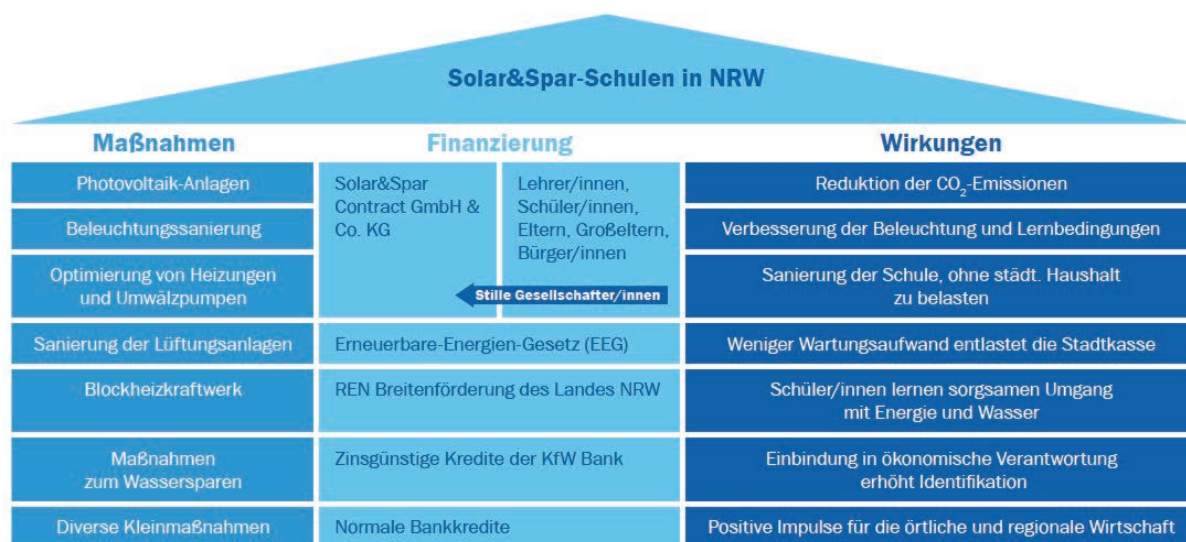 Solar&Spar-Schulen in NRW
Maßnahmen
Photovoltaik-Anlagen
Beleuchtungssanierung
Optimierung von Heizungen
und Umwälzpumpen
Sanierung der Lüftungsanlagen
Blockheizkraftwerk
Maßnahmen
zum Wassersparen
Diverse Kleinmaßnahmen
Finanzierung
Solar&Spar
Contract GmbH &
Co. KG
Lehrer/innen,
Schüler/innen,
Eltern, Großeltern,
Bürger/innen
Stille Gesellschafter/innen
Erneuerbare-Energien-Gesetz (EEG)
REN Breitenförderung des Landes NRW
Zinsgünstige Kredite der KfW Bank
Normale Bankkredite
Wirkungen
Reduktion der CO₂-Emissionen
Verbesserung der Beleuchtung und Lernbedingungen
Sanierung der Schule, ohne städt. Haushalt
zu belasten
Weniger Wartungsaufwand entlastet die Stadtkasse
Schüler/innen lernen sorgsamen Umgang
mit Energie und Wasser
Einbindung in ökonomische Verantwortung
erhöht Identifikation
Positive Impulse für die örtliche und regionale Wirtschaft